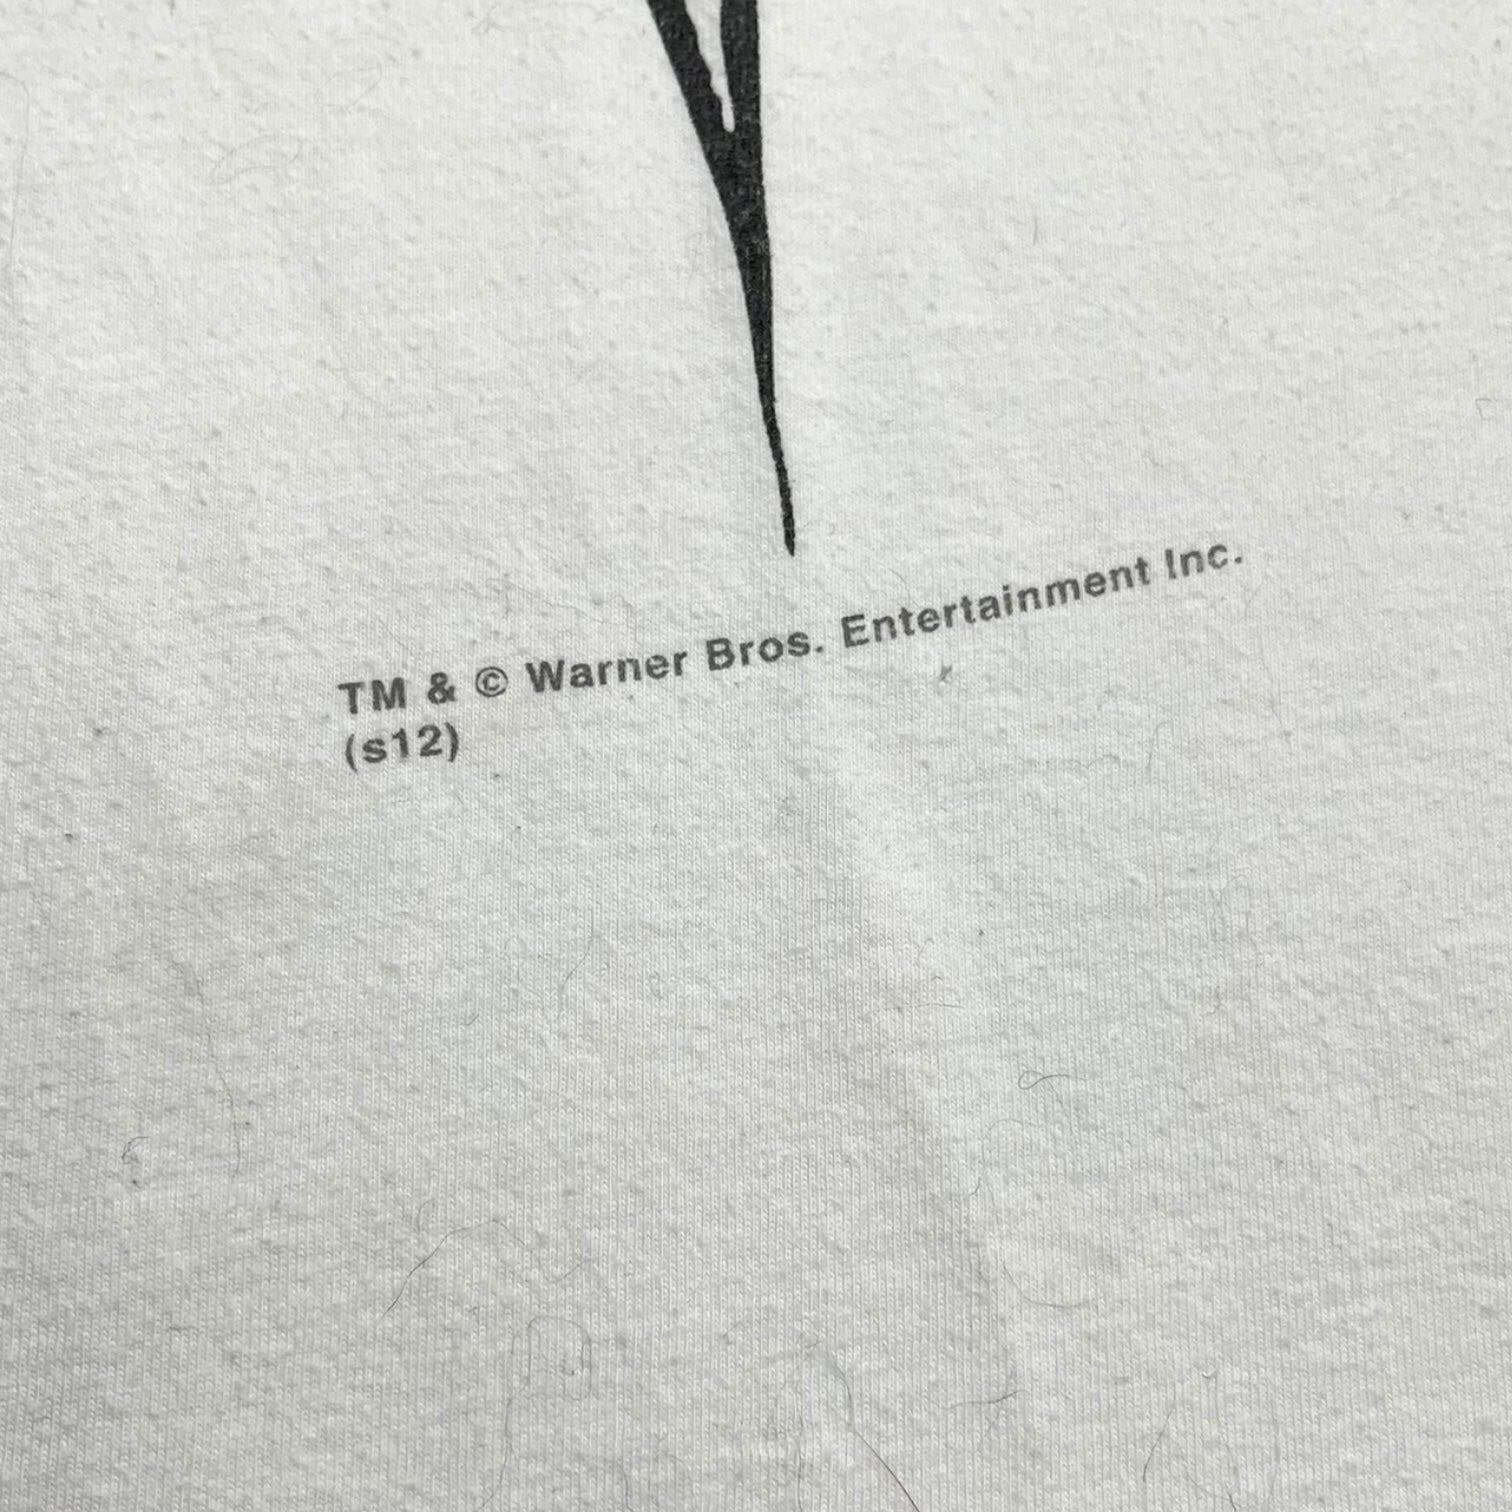 TM & © Warner Bros. Entertainment Inc.
(s12)